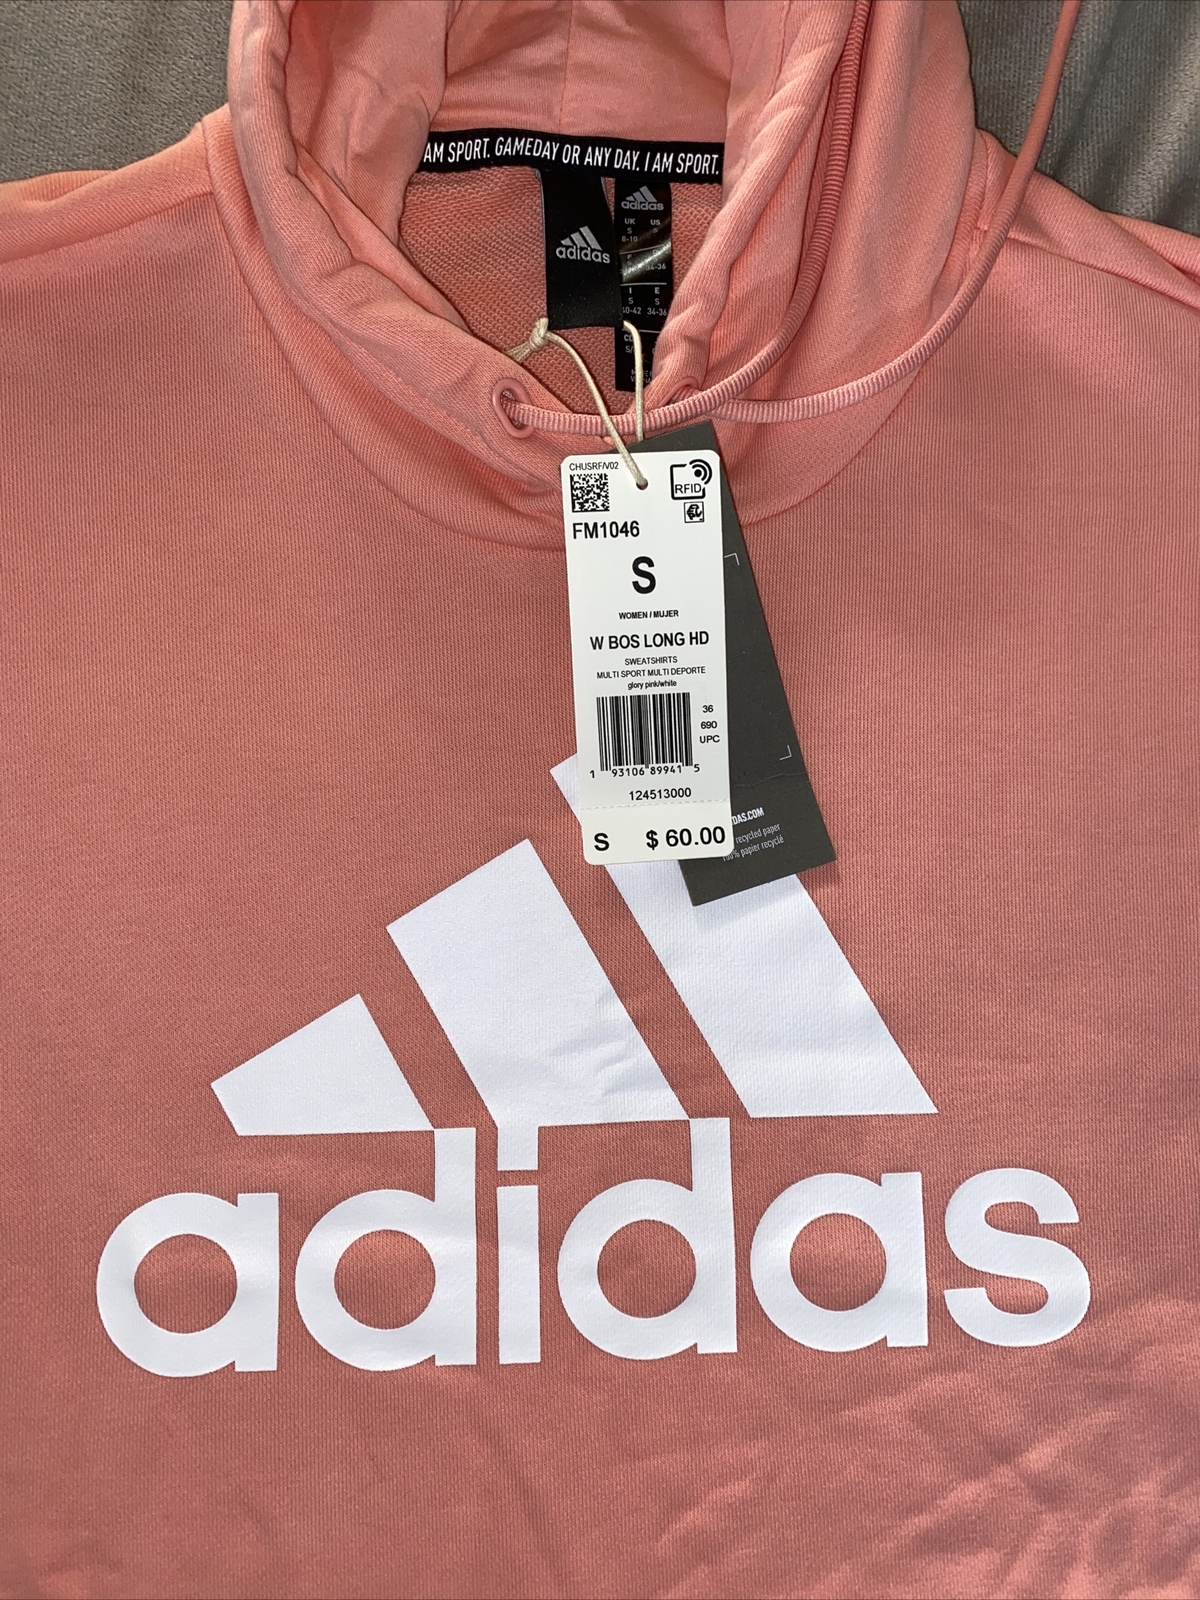 AM SPORT. GAMEDAY OR ANY DAY. I AM SPORT.
adidas
adidas
UK US
S S
8-10
34-36
I E
S S
40-42 34-36
CHUSRF/V02
RFID
FM1046
S
WOMEN / MUJER
W BOS LONG HD
SWEATSHIRTS
MULTI SPORT MULTI DEPORTE
glory pink/white
36
690
UPC
1 93106 89941 5
124513000
S $ 60.00
DAS.COM
recycled paper
100% papier recyclé
adidas